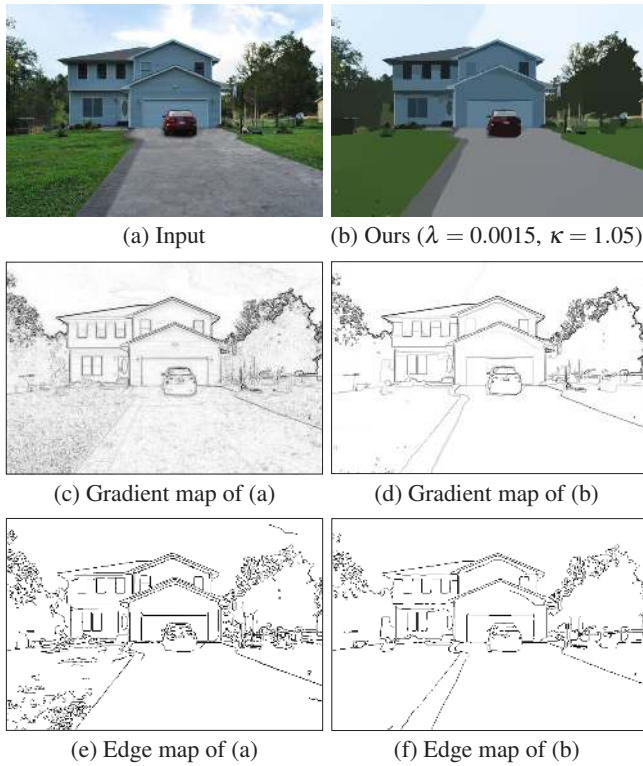 (a) Input
(b) Ours (λ = 0.0015, κ = 1.05)
(c) Gradient map of (a)
(d) Gradient map of (b)
(e) Edge map of (a)
(f) Edge map of (b)